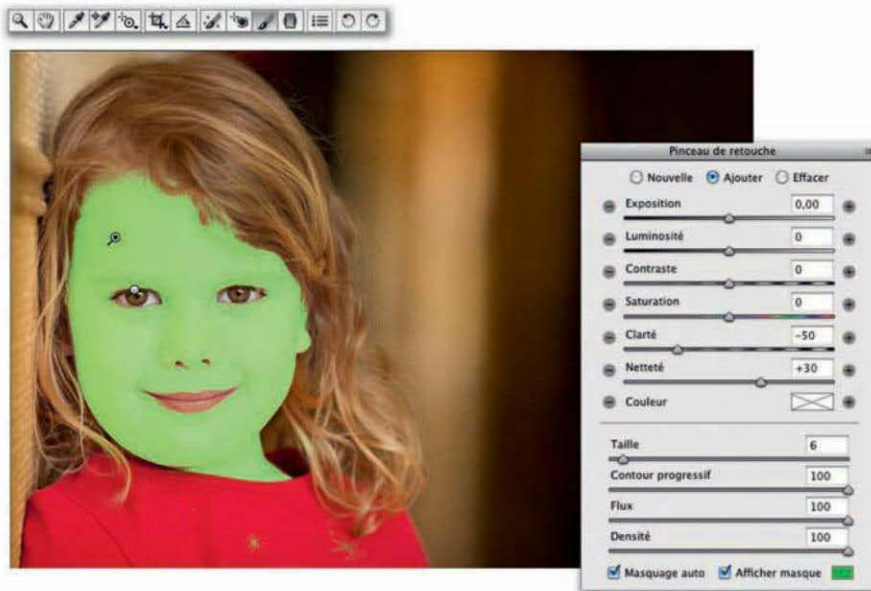 Pinceau de retouche
Nouvelle Ajouter Effacer
Exposition 0,00
Luminosité 0
Contraste 0
Saturation 0
Clarté -50
Netteté +30
Couleur
Taille 6
Contour progressif 100
Flux 100
Densité 100
Masquage auto Afficher masque